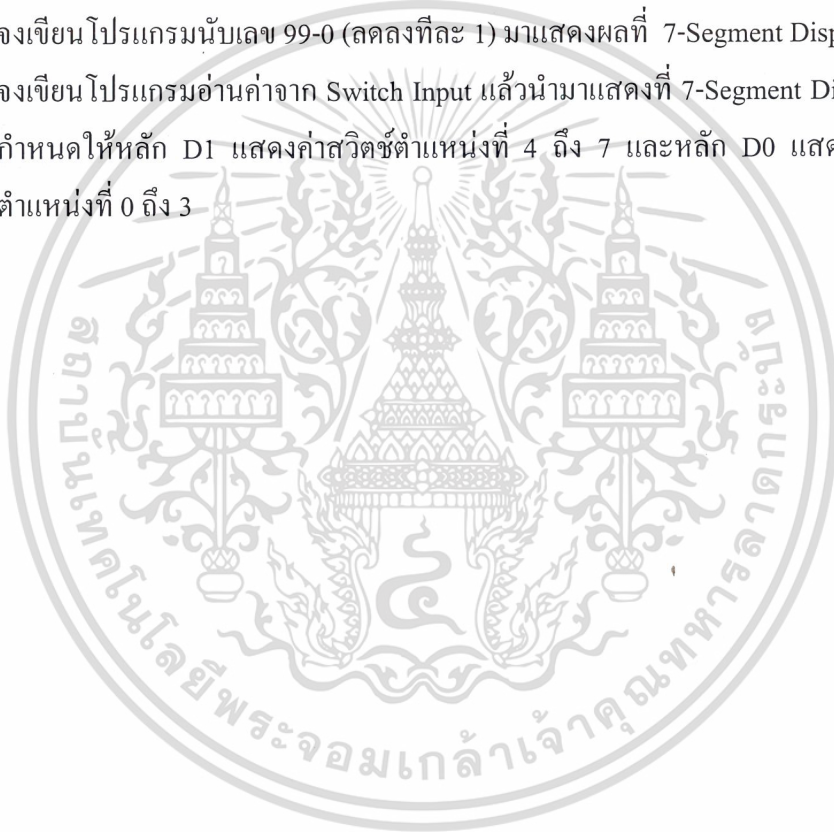 จงเขียนโปรแกรมนับเลข 99-0 (ลดลงทีละ 1) มาแสดงผลที่ 7-Segment Disp
จงเขียนโปรแกรมอ่านค่าจาก Switch Input แล้วนำมาแสดงที่ 7-Segment Di
กำหนดให้หลัก D1 แสดงค่าสวิตช์ตำแหน่งที่ 4 ถึง 7 และหลัก D0 แสด
ตำแหน่งที่ 0 ถึง 3
สถาบันเทคโนโลยีพระจอมเกล้าเจ้าคุณทหารลาดกระบัง